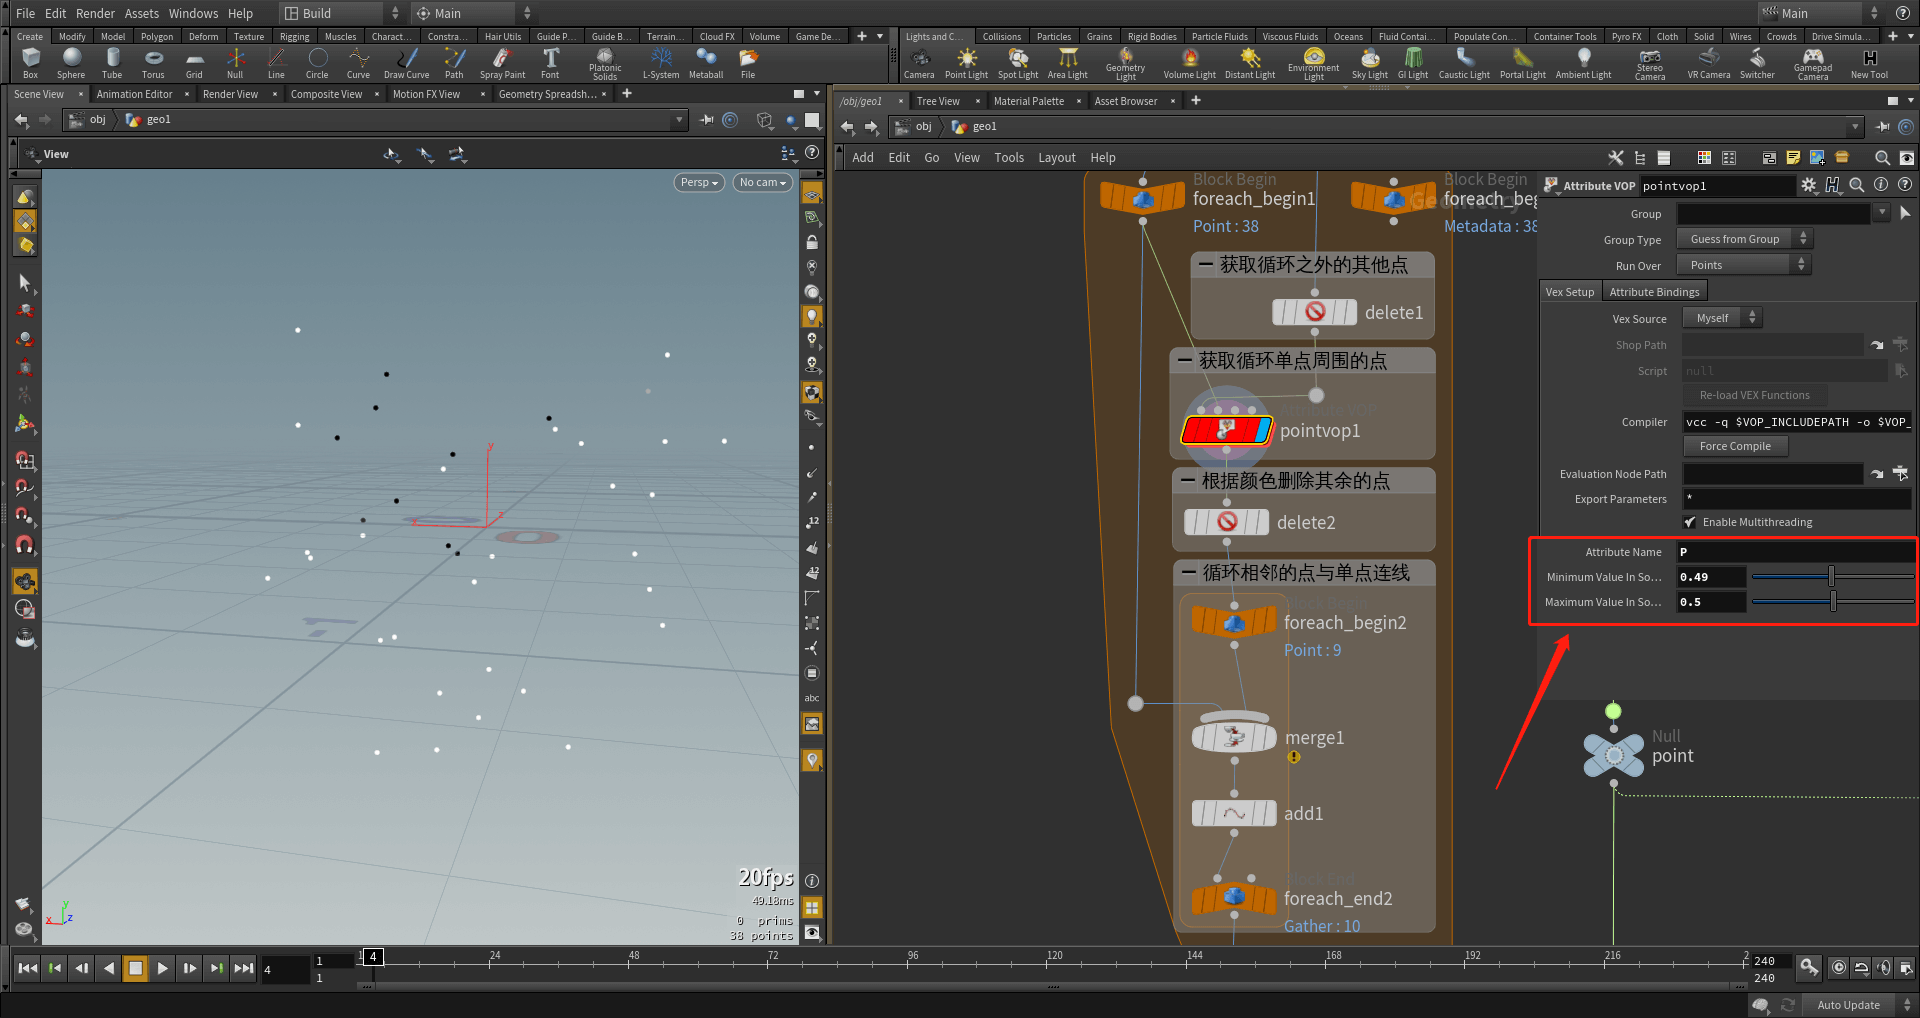 File Edit Render Assets Windows Help Build Main Main
Create Modify Model Polygon Deform Texture Rigging Muscles Charact... Constra... Hair Utils Guide P... Guide B... Terrain... Cloud FX Volume Game De...
Box Sphere Tube Torus Grid Null Line Circle Curve Draw Curve Path Spray Paint Font Platonic Solids L-System Metaball File
Lights and C... Collisions Particles Grains Rigid Bodies Particle Fluids Viscous Fluids Oceans Fluid Contai... Populate Con... Container Tools Pyro FX Cloth Solid Wires Crowds Drive Simula...
Camera Point Light Spot Light Area Light Geometry Light Volume Light Distant Light Environment Light Sky Light GI Light Caustic Light Portal Light Ambient Light Stereo Camera VR Camera Switcher Gamepad Camera New Tool
Scene View Animation Editor Render View Composite View Motion FX View Geometry Spreadsh...
obj geo1
View
Persp No cam
y
z
12
12
abc
20fps
49.18ms
0 prims
38 points
y
x z
/obj/geo1 Tree View Material Palette Asset Browser
obj geo1
Add Edit Go View Tools Layout Help
Block Begin
foreach_begin1
Point : 38
Block Begin
foreach_beg
Metadata : 38
获取循环之外的其他点
delete1
获取循环单点周围的点
Attribute VOP
pointvop1
根据颜色删除其余的点
delete2
循环相邻的点与单点连线
Block Begin
foreach_begin2
Point : 9
merge1
add1
Block End
foreach_end2
Gather : 10
Null
point
Attribute VOP pointvop1
Group
Group Type Guess from Group
Run Over Points
Vex Setup Attribute Bindings
Vex Source Myself
Shop Path
Script null
Re-load VEX Functions
Compiler vcc -q $VOP_INCLUDEPATH -o $VOP_
Force Compile
Evaluation Node Path
Export Parameters *
Enable Multithreading
Attribute Name P
Minimum Value In So... 0.49
Maximum Value In So... 0.5
4 1 1 1 4 24 48 72 96 120 144 168 192 216 2 240 240
Auto Update